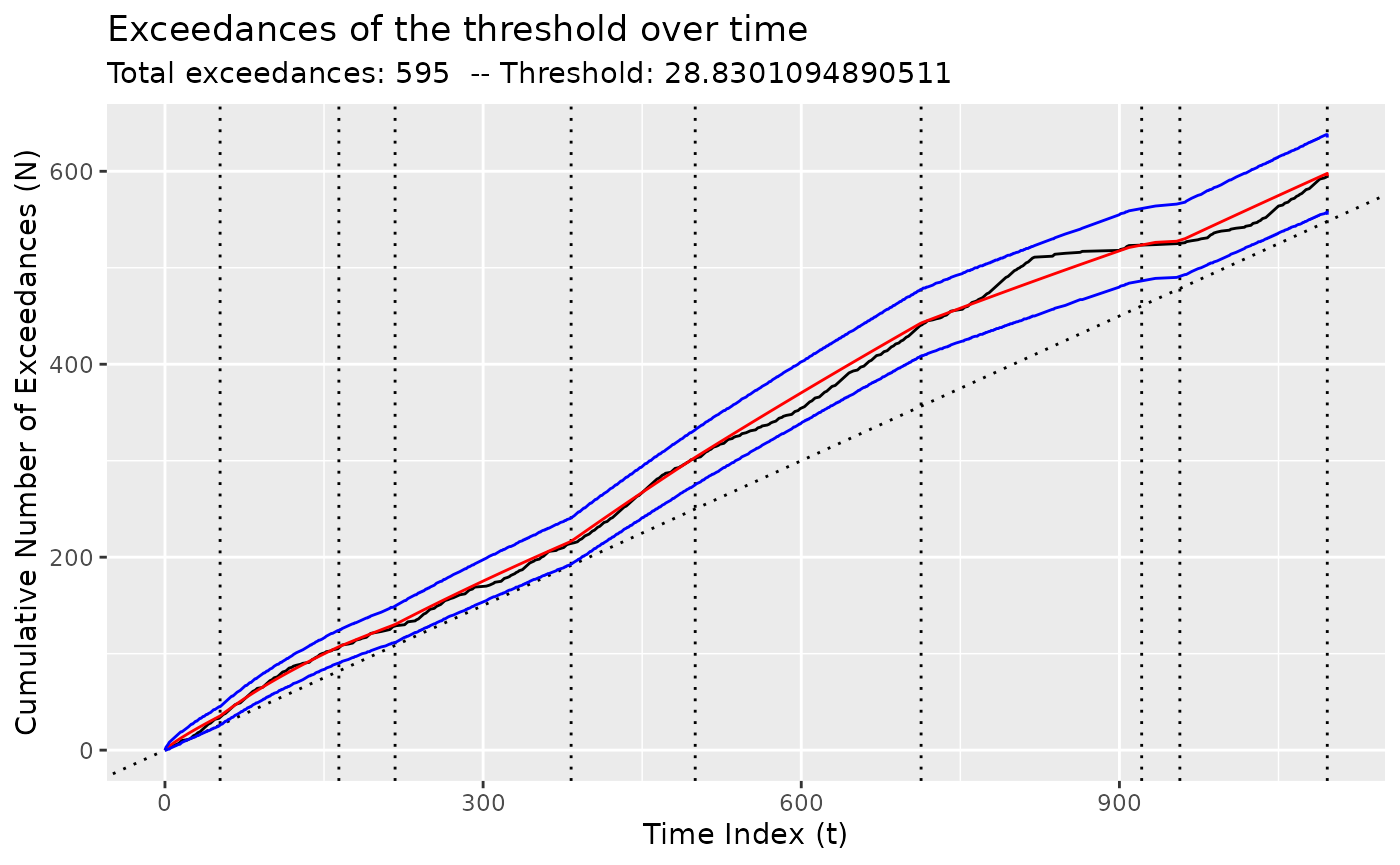 Exceedances of the threshold over time
Total exceedances: 595  -- Threshold: 28.8301094890511
Cumulative Number of Exceedances (N)
600
400
200
0
0
300
600
900
Time Index (t)